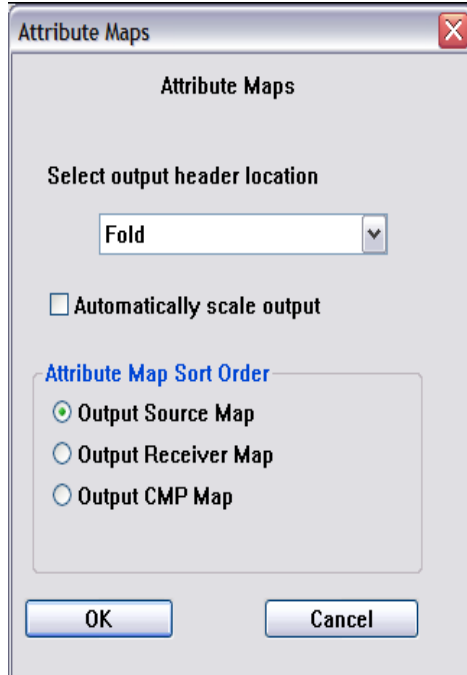 Attribute Maps
Attribute Maps
Select output header location
Fold
Automatically scale output
Attribute Map Sort Order
Output Source Map
Output Receiver Map
Output CMP Map
OK Cancel